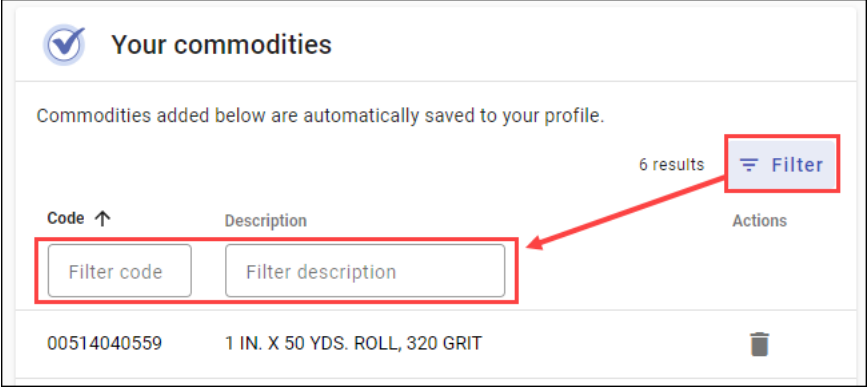 Your commodities
Commodities added below are automatically saved to your profile.
6 results Filter
Code Description Actions
Filter code Filter description
00514040559 1 IN. X 50 YDS. ROLL, 320 GRIT